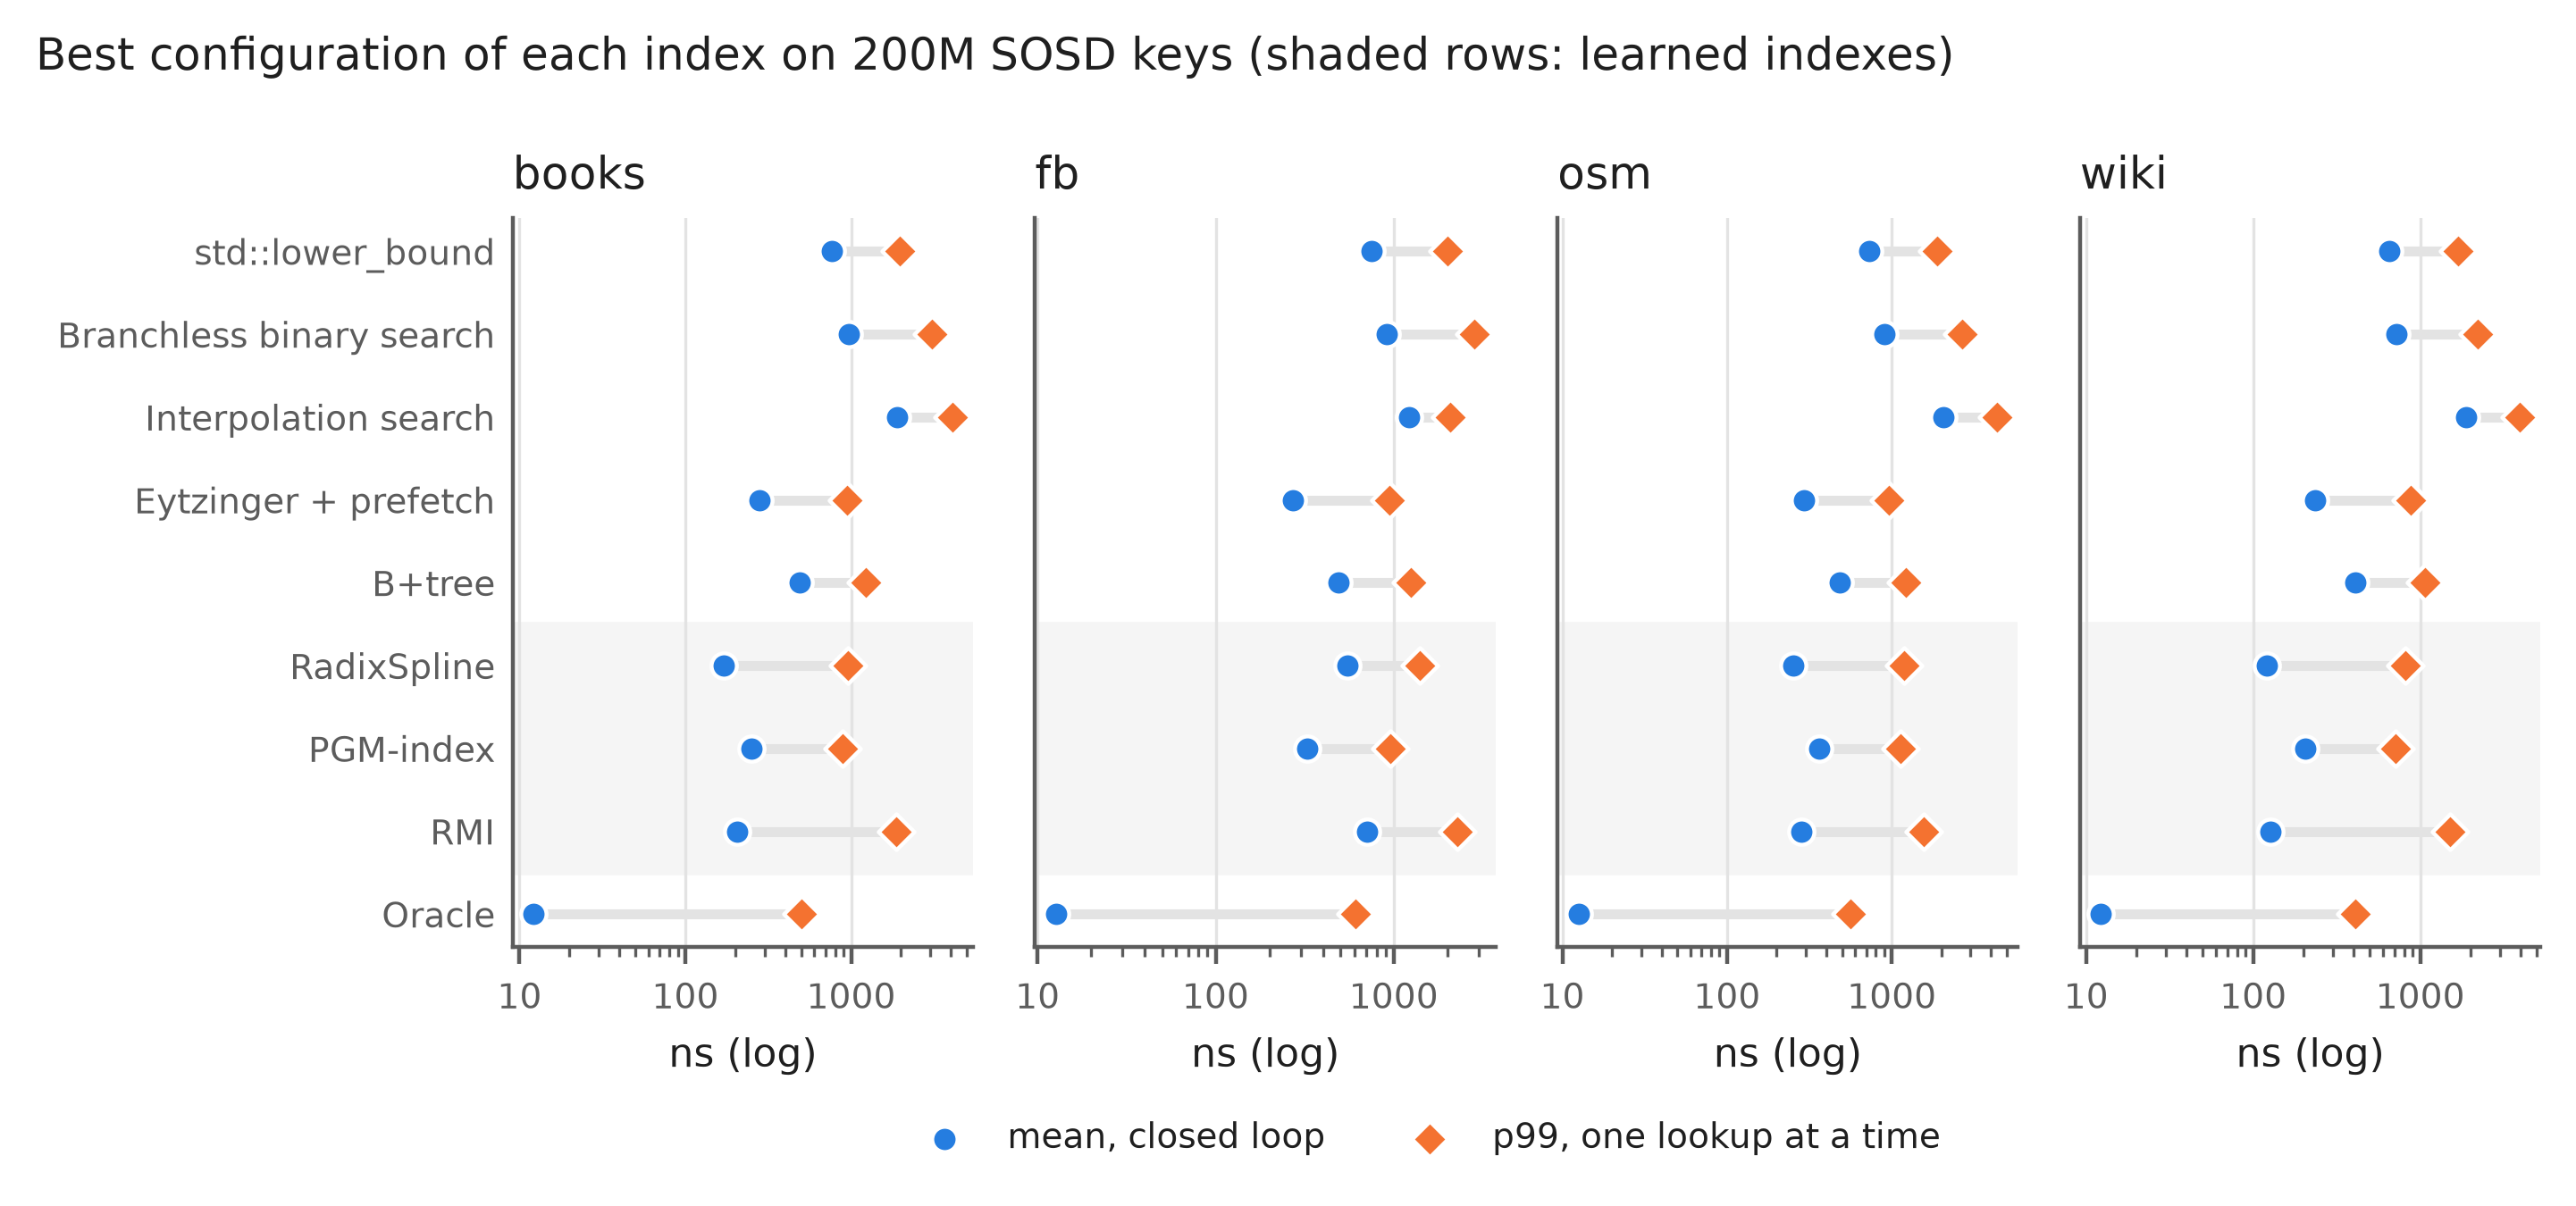 Best configuration of each index on 200M SOSD keys (shaded rows: learned indexes)
books
fb
osm
wiki
std::lower_bound
Branchless binary search
Interpolation search
Eytzinger + prefetch
B+tree
RadixSpline
PGM-index
RMI
Oracle
10 100 1000
10 100 1000
10 100 1000
10 100 1000
ns (log)
ns (log)
ns (log)
ns (log)
mean, closed loop
p99, one lookup at a time